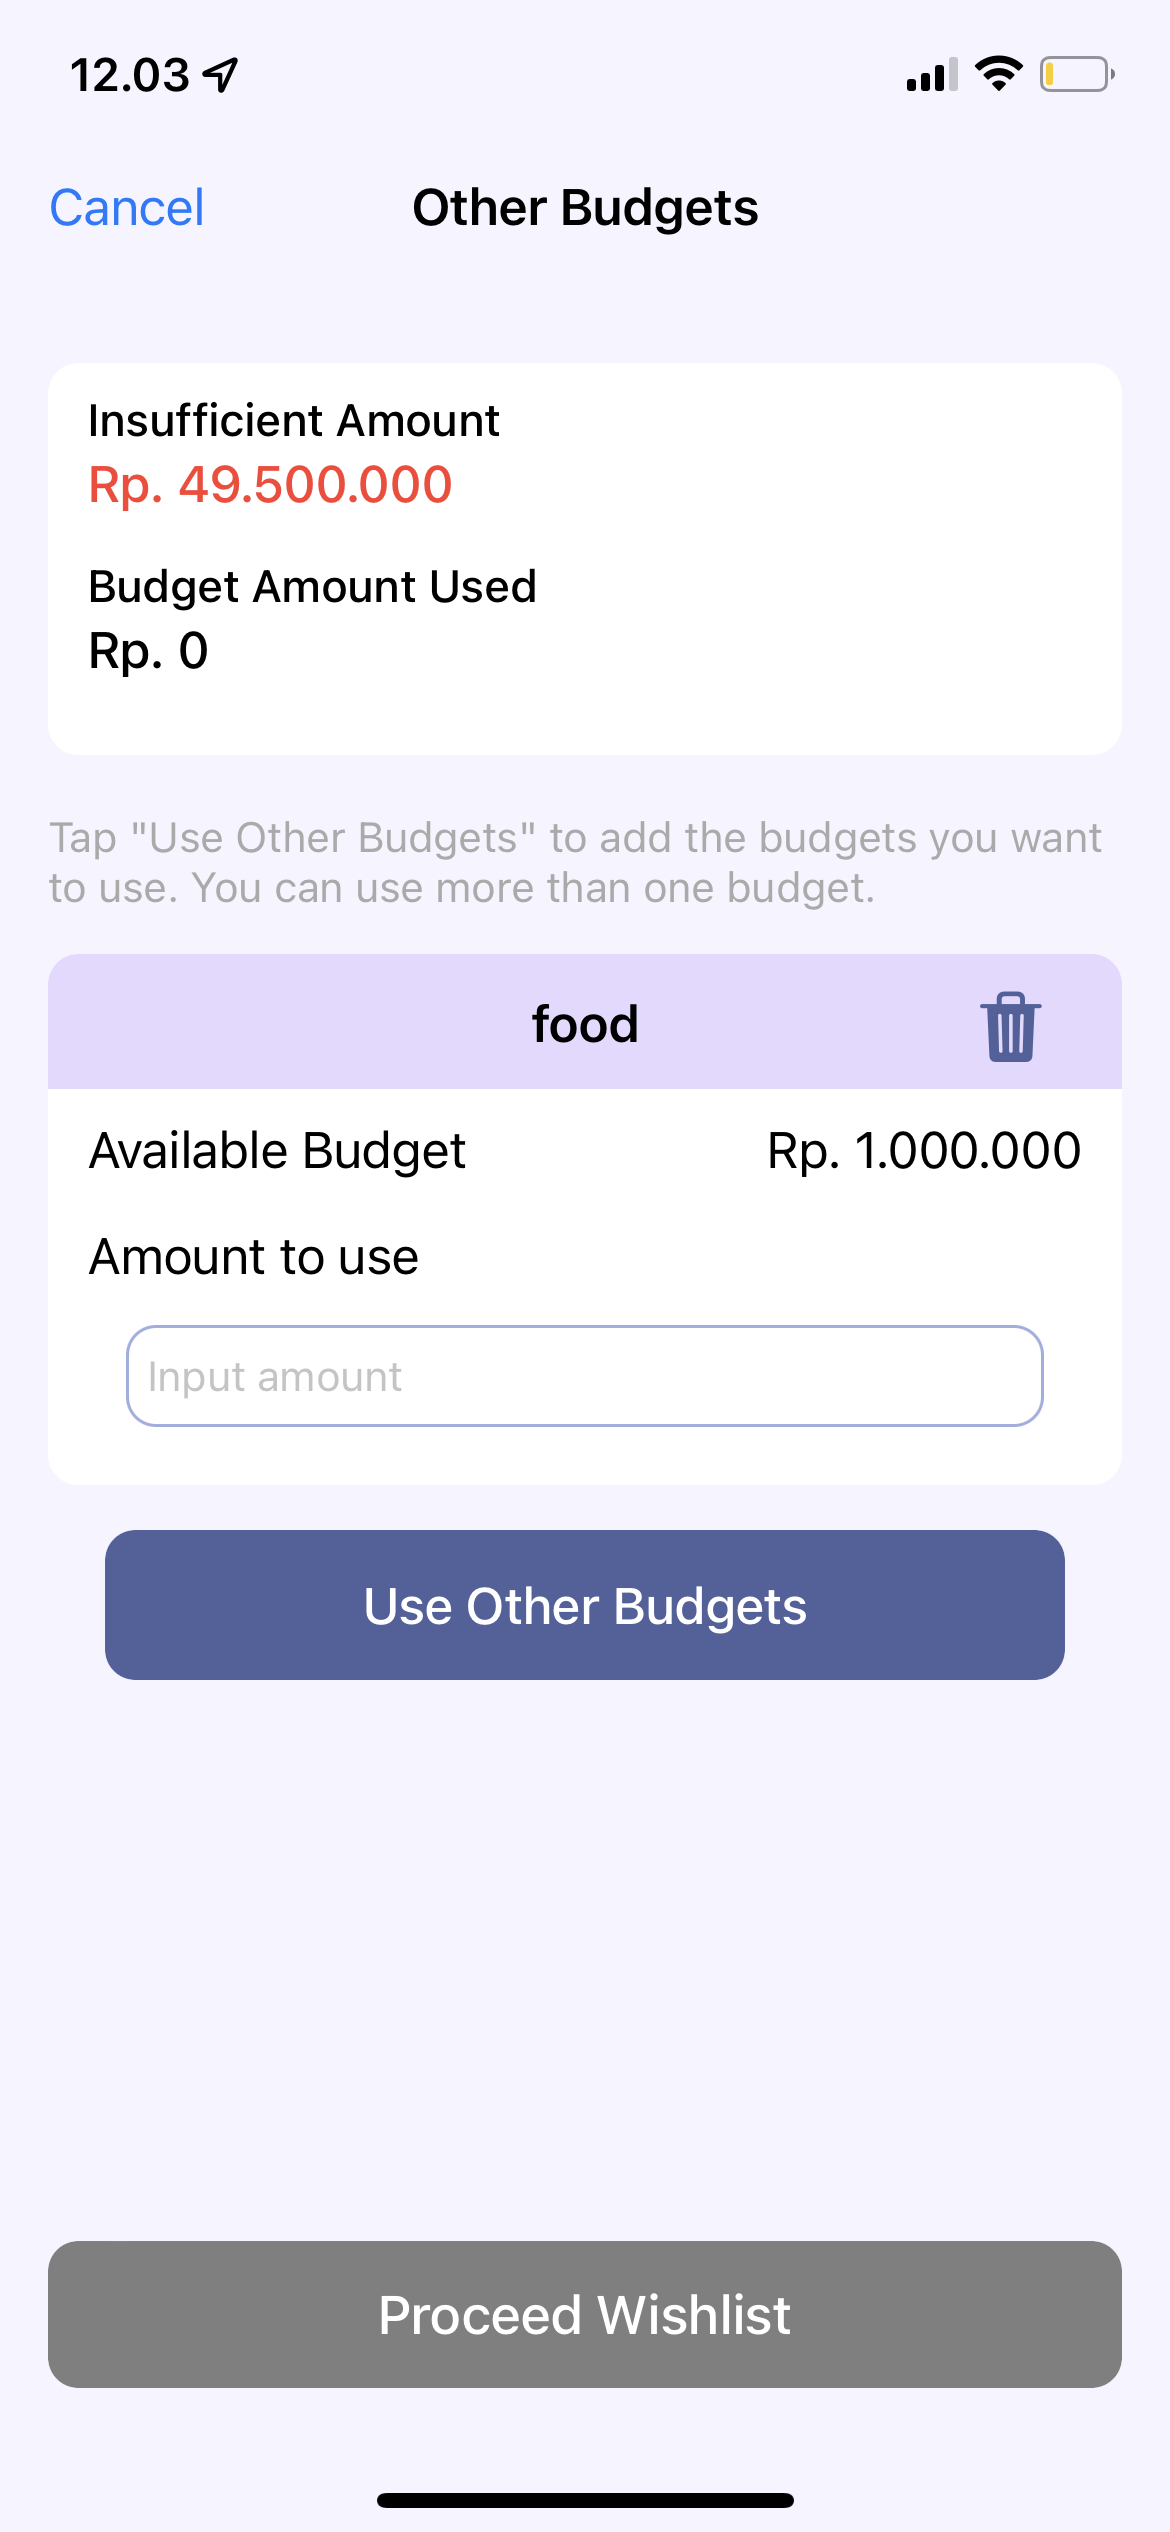 12.03
Cancel
Other Budgets
Insufficient Amount
Rp. 49.500.000
Budget Amount Used
Rp. 0
Tap "Use Other Budgets" to add the budgets you want
to use. You can use more than one budget.
food
Available Budget
Rp. 1.000.000
Amount to use
Input amount
Use Other Budgets
Proceed Wishlist